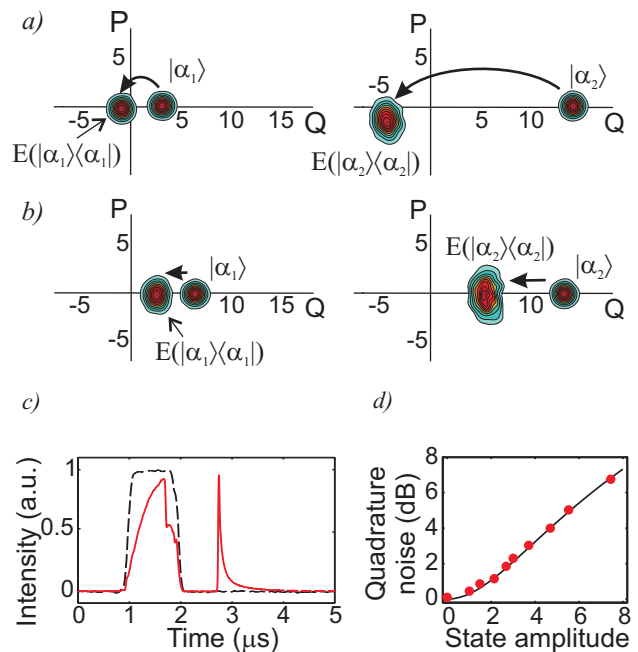 a)
P
5
-5
5
10
15
Q
|α₁⟩
E(|α₁⟩⟨α₁|)
P
5
-5
5
10
Q
|α₂⟩
E(|α₂⟩⟨α₂|)
b)
P
5
-5
-5
5
10
15
Q
|α₁⟩
E(|α₁⟩⟨α₁|)
P
5
-5
5
10
Q
E(|α₂⟩⟨α₂|)
|α₂⟩
c)
Intensity (a.u.)
1
0.5
0
0 1 2 3 4 5
Time (μs)
d)
Quadrature
noise (dB)
8
6
4
2
0
0 2 4 6 8
State amplitude